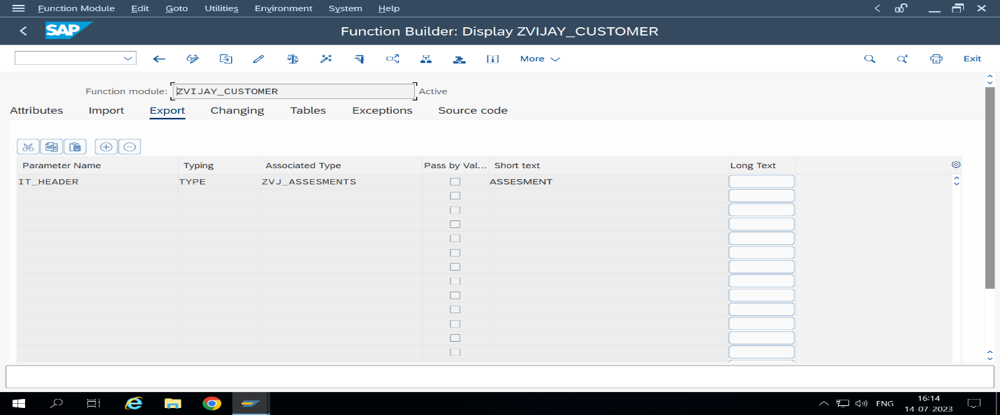 Function Module Edit Goto Utilities Environment System Help
SAP Function Builder: Display ZVIJAY_CUSTOMER
More Exit
Function module: ZVIJAY_CUSTOMER Active
Attributes Import Export Changing Tables Exceptions Source code
Parameter Name Typing Associated Type Pass by Val... Short text Long Text
IT_HEADER TYPE ZVJ_ASSESMENTS ASSESMENT
ENG 16:14
14-07-2023